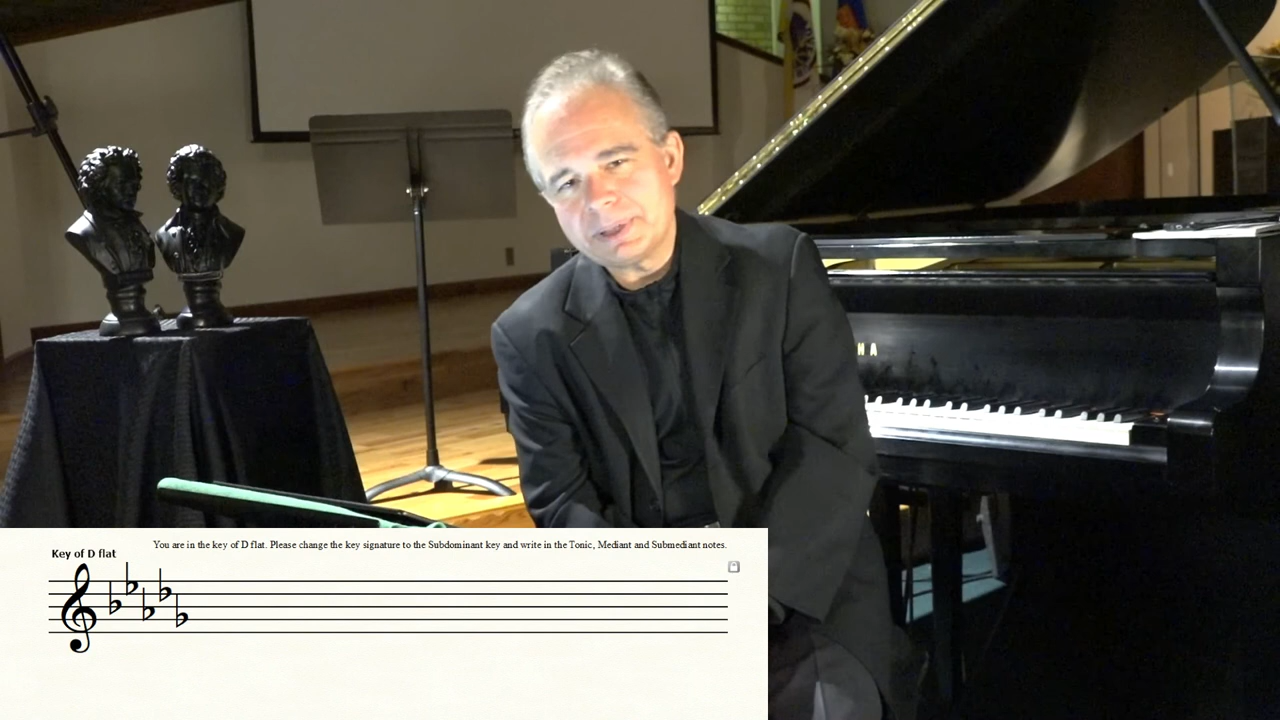 You are in the key of D flat. Please change the key signature to the Subdominant key and write in the Tonic, Mediant and Submediant notes.
Key of D flat